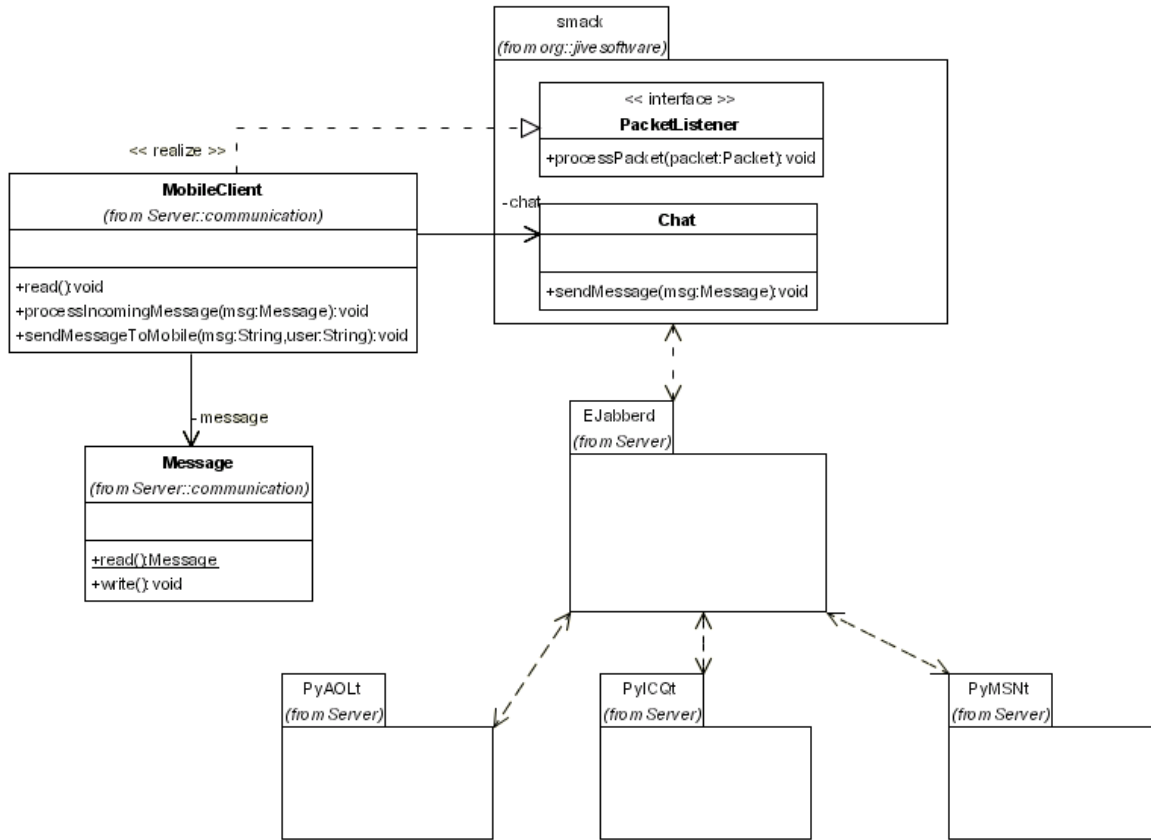 smack
(from org::jivesoftware)
<< interface >>
PacketListener
+processPacket(packet:Packet): void
<< realize >>
MobileClient
(from Server::communication)
+read():void
+processIncomingMessage(msg:Message):void
+sendMessageToMobile(msg:String,user:String):void
-chat
Chat
+sendMessage(msg:Message):void
-message
Message
(from Server::communication)
+read():Message
+write(): void
EJabberd
(from Server)
PyAOLt
(from Server)
PyICQt
(from Server)
PyMSNt
(from Server)